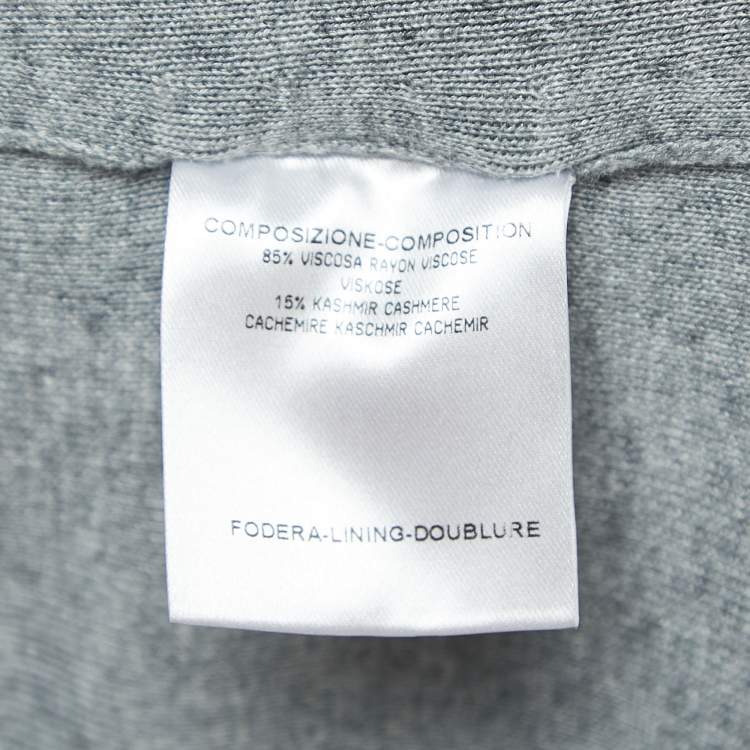 COMPOSIZIONE-COMPOSITION
85% VISCOSA RAYON VISCOSE
VISKOSE
15% KASHMIR CASHMERE
CACHEMIRE KASCHMIR CACHEMIR
FODERA-LINING-DOUBLURE